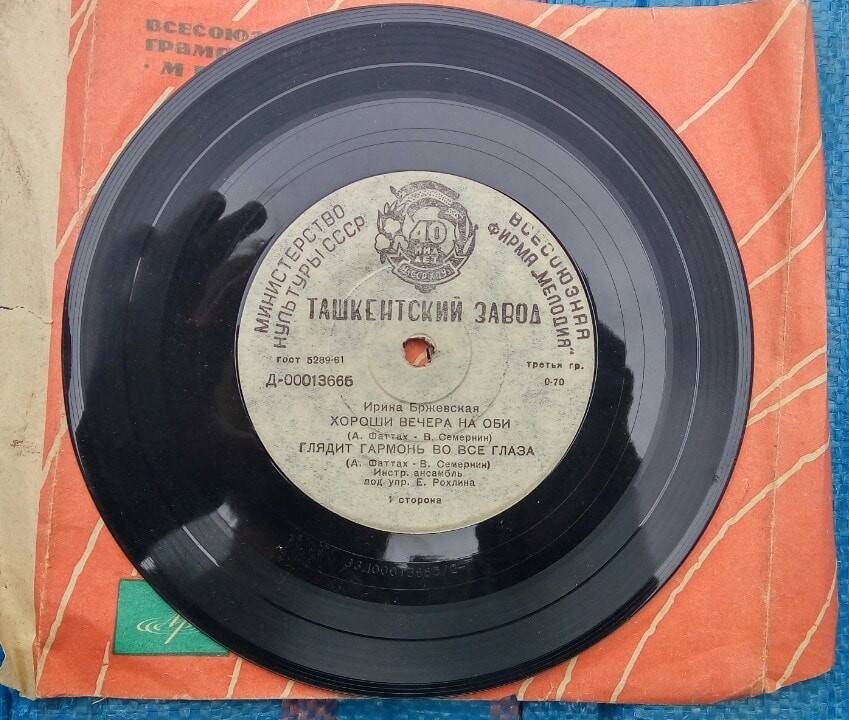 ВСЕСОЮЗ
ГРАМ
МИНИСТЕРСТВО
КУЛЬТУРЫ СССР
40
ЛЕТ
ВСЕСОЮЗНАЯ
ФИРМА „МЕЛОДИЯ"
ТАШКЕНТСКИЙ ЗАВОД
ГОСТ 5289-61
третья гр.
Д-00013665
0-70
Ирина Бржевская
ХОРОШИ ВЕЧЕРА НА ОБИ
(А. Фаттах - В. Семернин)
ГЛЯДИТ ГАРМОНЬ ВО ВСЕ ГЛАЗА
(А. Фаттах - В. Семернин)
Инстр. ансамбль
под упр. Е. Рохлина
1 сторона